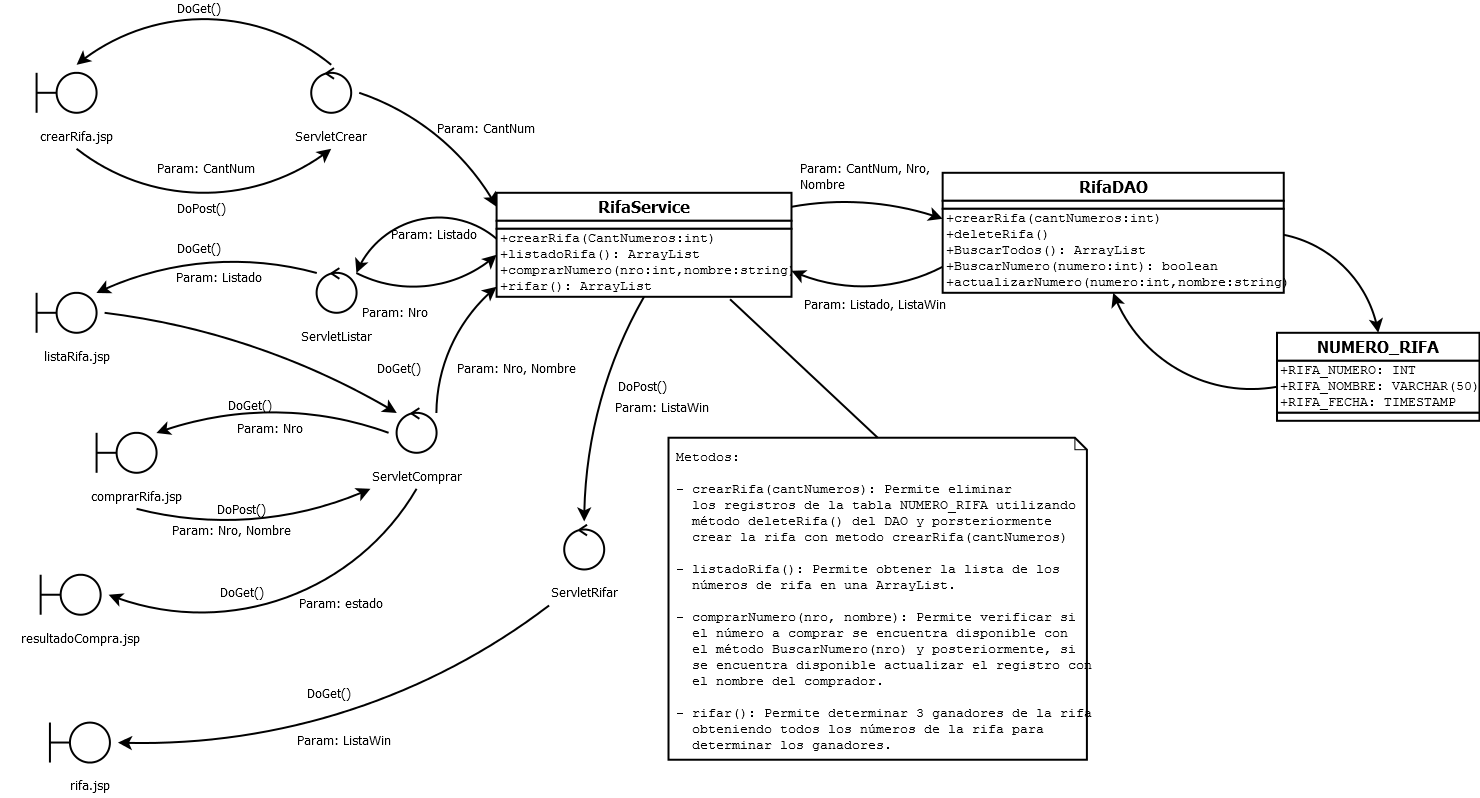 DoGet()
crearRifa.jsp
ServletCrear
Param: CantNum
DoPost()
Param: CantNum
DoGet()
Param: Listado
listaRifa.jsp
ServletListar
Param: Listado
Param: Nro
DoGet()
Param: Nro, Nombre
DoGet()
Param: Nro
comprarRifa.jsp
ServletComprar
DoPost()
Param: Nro, Nombre
DoGet()
Param: estado
resultadoCompra.jsp
DoPost()
Param: ListaWin
ServletRifar
DoGet()
Param: ListaWin
rifa.jsp
RifaService
+crearRifa(CantNumeros:int)
+listadoRifa(): ArrayList
+comprarNumero(nro:int,nombre:string
+rifar(): ArrayList
Param: CantNum, Nro,
Nombre
Param: Listado, ListaWin
RifaDAO
+crearRifa(cantNumeros:int)
+deleteRifa()
+BuscarTodos(): ArrayList
+BuscarNumero(numero:int): boolean
+actualizarNumero(numero:int,nombre:string)
NUMERO_RIFA
+RIFA_NUMERO: INT
+RIFA_NOMBRE: VARCHAR(50)
+RIFA_FECHA: TIMESTAMP
Metodos:
- crearRifa(cantNumeros): Permite eliminar
los registros de la tabla NUMERO_RIFA utilizando
método deleteRifa() del DAO y porsteriormente
crear la rifa con metodo crearRifa(cantNumeros)
- listadoRifa(): Permite obtener la lista de los
números de rifa en una ArrayList.
- comprarNumero(nro, nombre): Permite verificar si
el número a comprar se encuentra disponible con
el método BuscarNumero(nro) y posteriormente, si
se encuentra disponible actualizar el registro con
el nombre del comprador.
- rifar(): Permite determinar 3 ganadores de la rifa
obteniendo todos los números de la rifa para
determinar los ganadores.